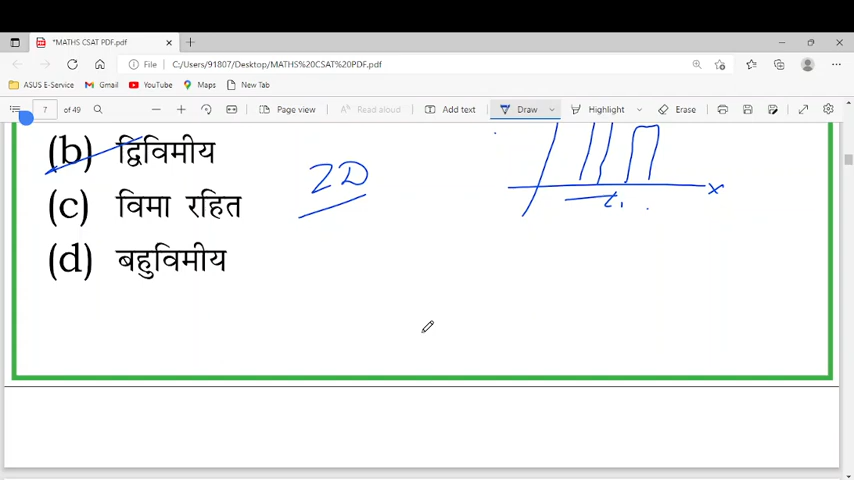 *MATHS CSAT PDF.pdf
File C:/Users/91807/Desktop/MATHS%20CSAT%20PDF.pdf
ASUS E-Service Gmail YouTube Maps New Tab
7 of 49 Page view Read aloud Add text Draw Highlight Erase
(b) द्विविमीय
2D
(c) विमा रहित
x
(d) बहुविमीय